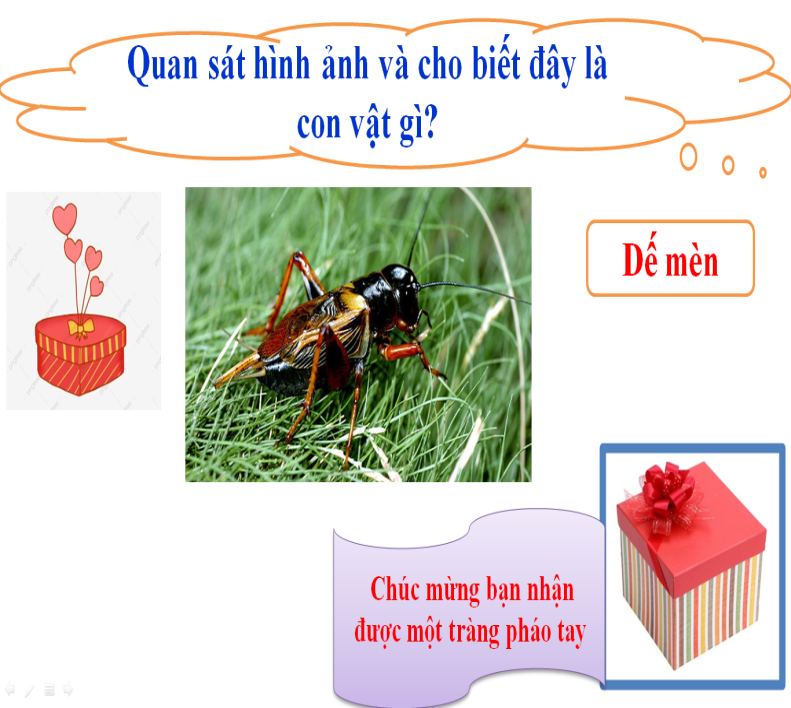 Quan sát hình ảnh và cho biết đây là
con vật gì?
Dế mèn
Chúc mừng bạn nhận
được một tràng pháo tay